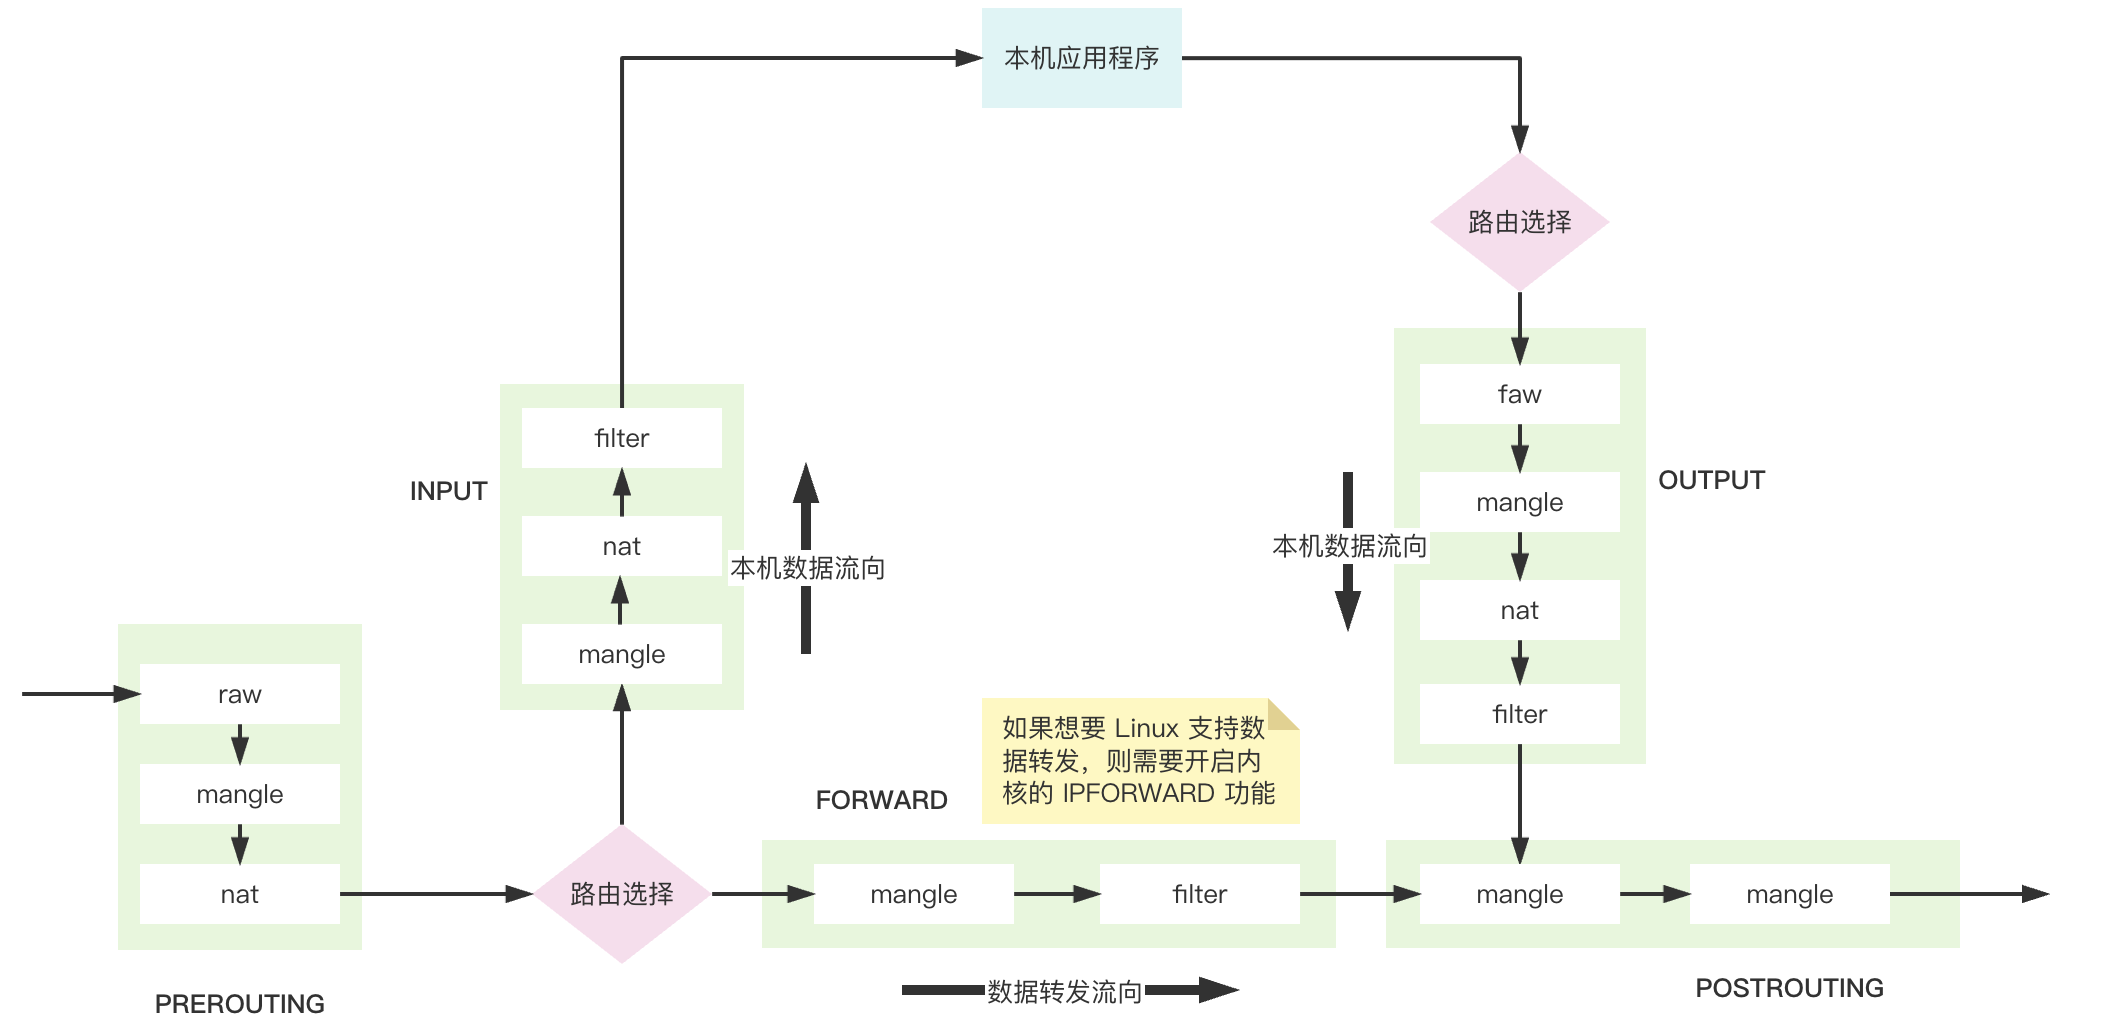 本机应用程序
路由选择
faw
mangle
nat
filter
OUTPUT
本机数据流向
filter
nat
mangle
INPUT
本机数据流向
raw
mangle
nat
PREROUTING
路由选择
如果想要 Linux 支持数
据转发，则需要开启内
核的 IPFORWARD 功能
FORWARD
mangle
filter
数据转发流向
mangle
mangle
POSTROUTING